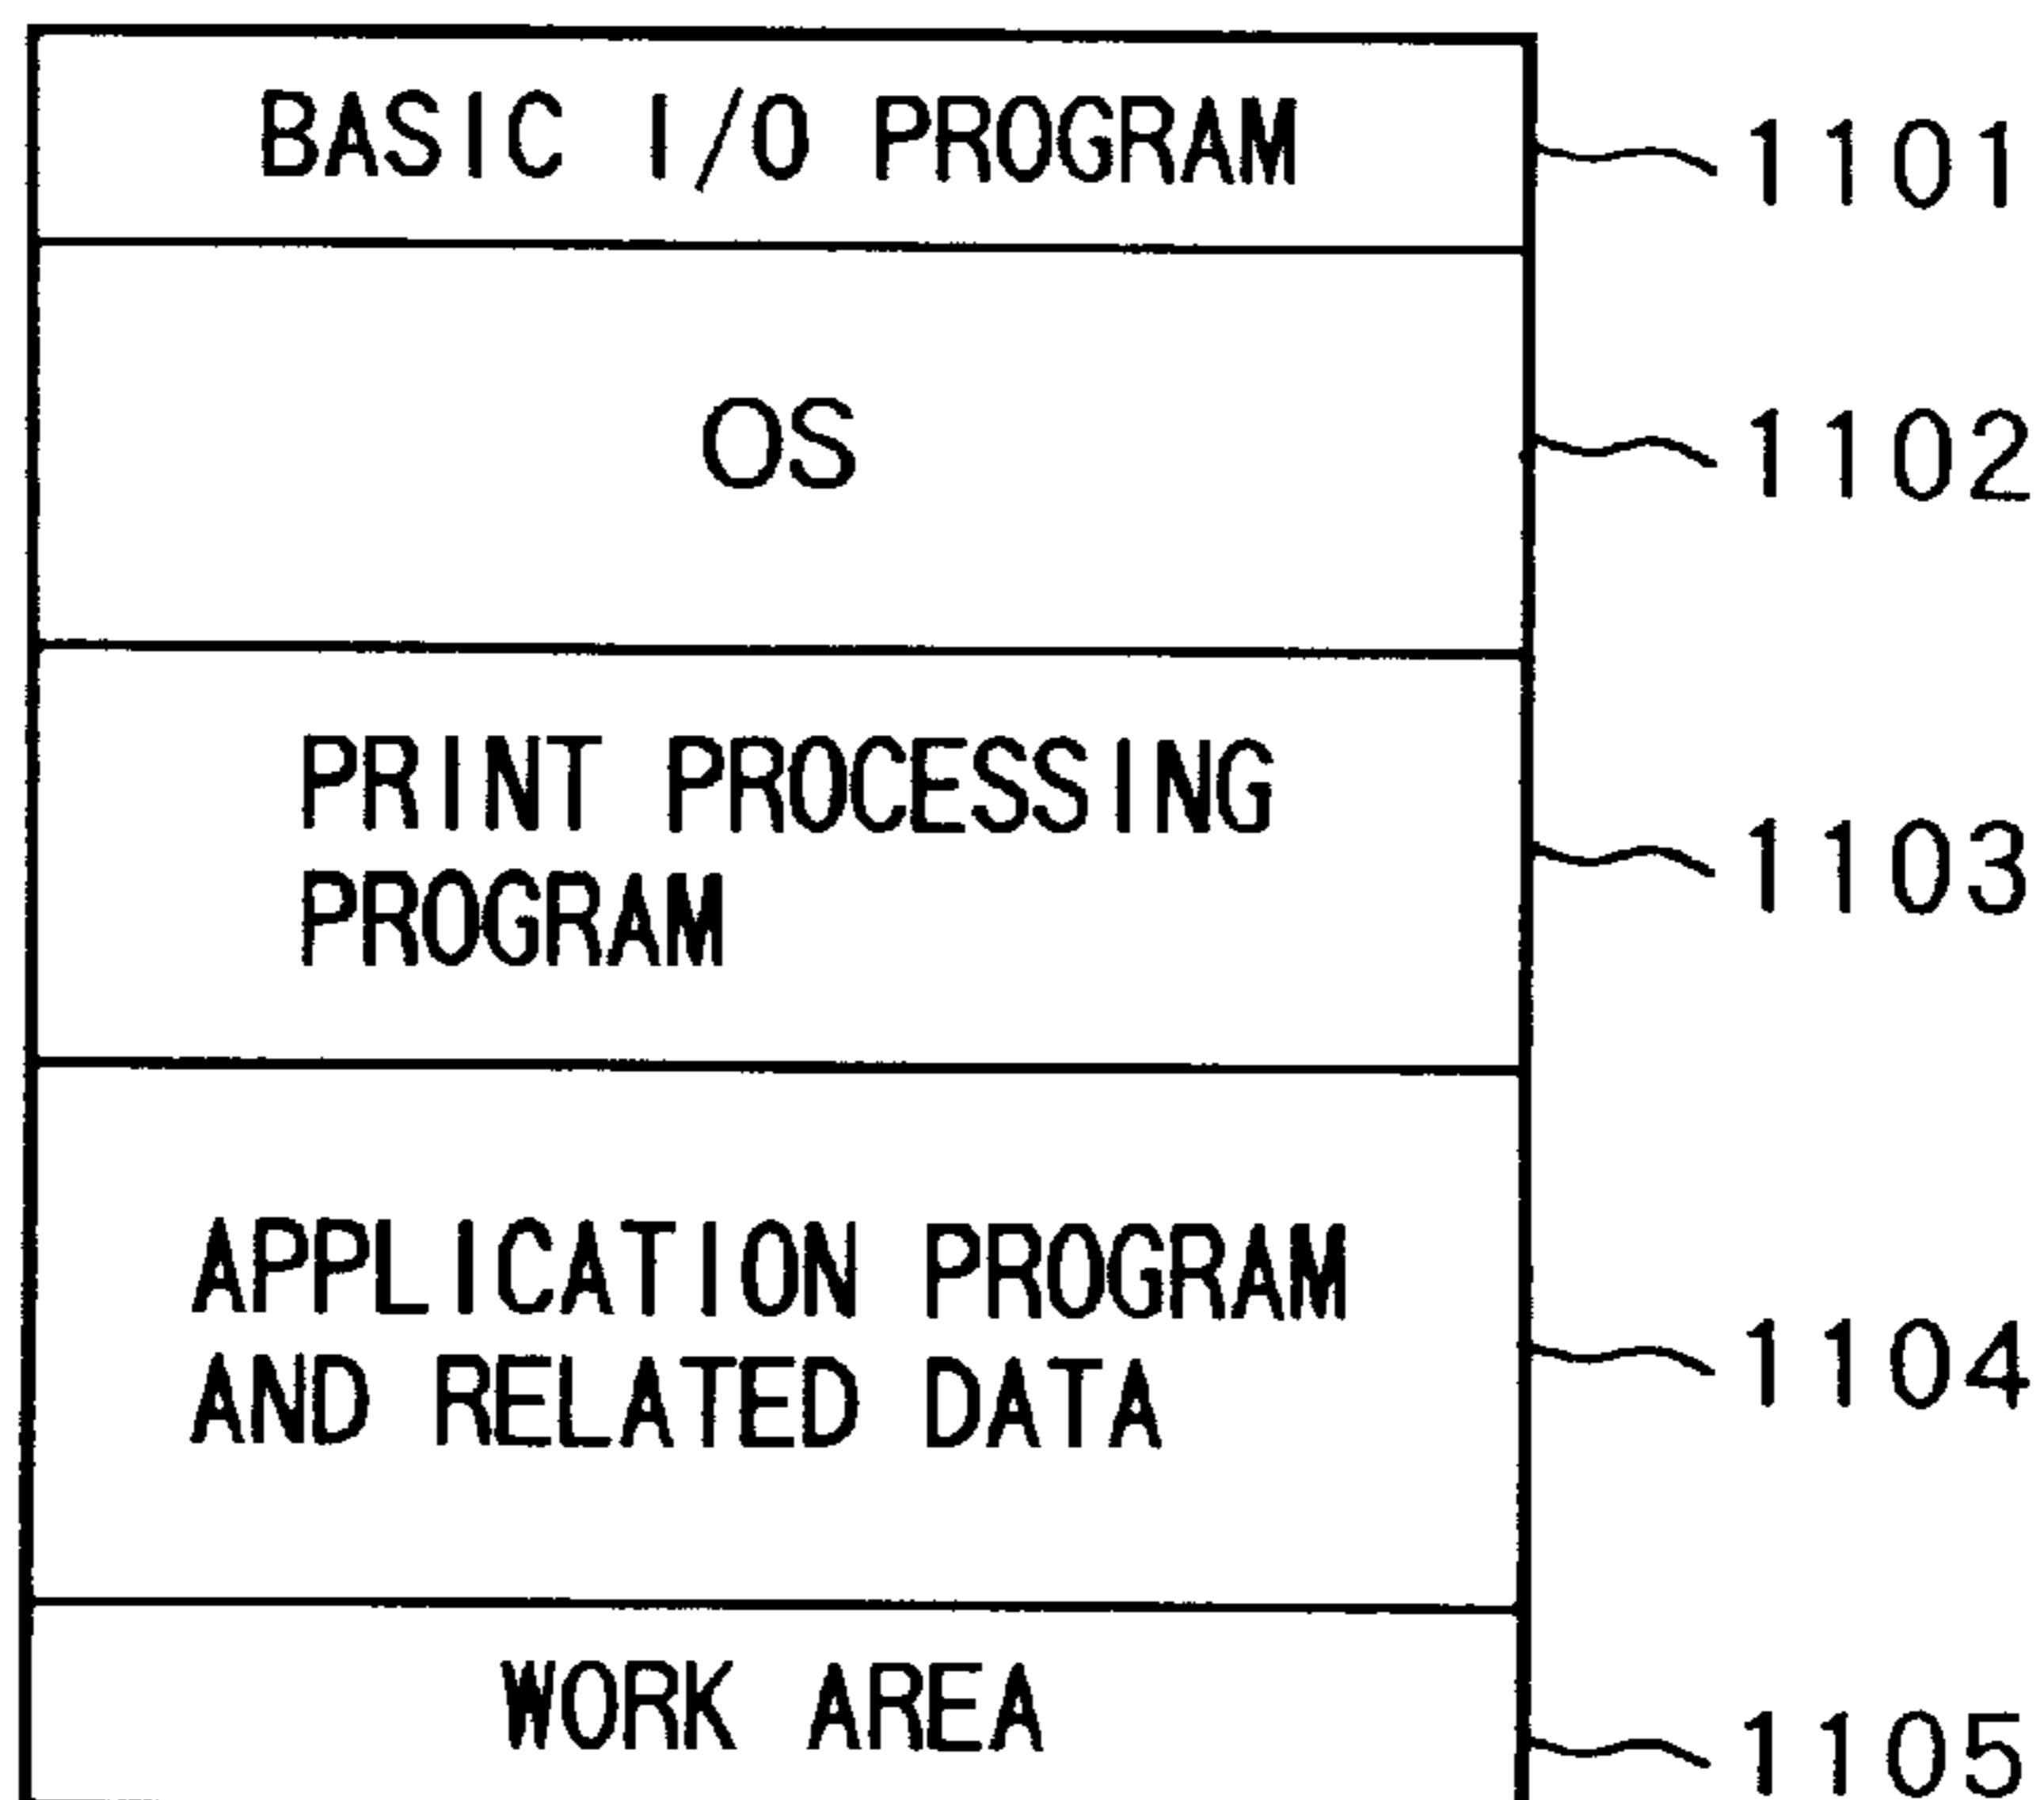 BASIC I/O PROGRAM 1101
OS 1102
PRINT PROCESSING
PROGRAM 1103
APPLICATION PROGRAM
AND RELATED DATA 1104
WORK AREA 1105